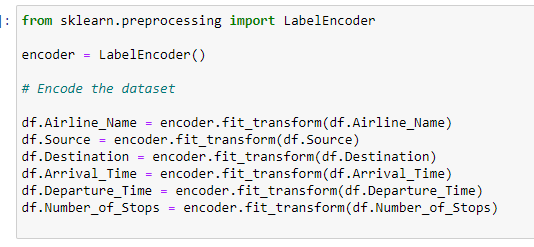 ]:
from sklearn.preprocessing import LabelEncoder
encoder = LabelEncoder()
# Encode the dataset
df.Airline_Name = encoder.fit_transform(df.Airline_Name)
df.Source = encoder.fit_transform(df.Source)
df.Destination = encoder.fit_transform(df.Destination)
df.Arrival_Time = encoder.fit_transform(df.Arrival_Time)
df.Departure_Time = encoder.fit_transform(df.Departure_Time)
df.Number_of_Stops = encoder.fit_transform(df.Number_of_Stops)